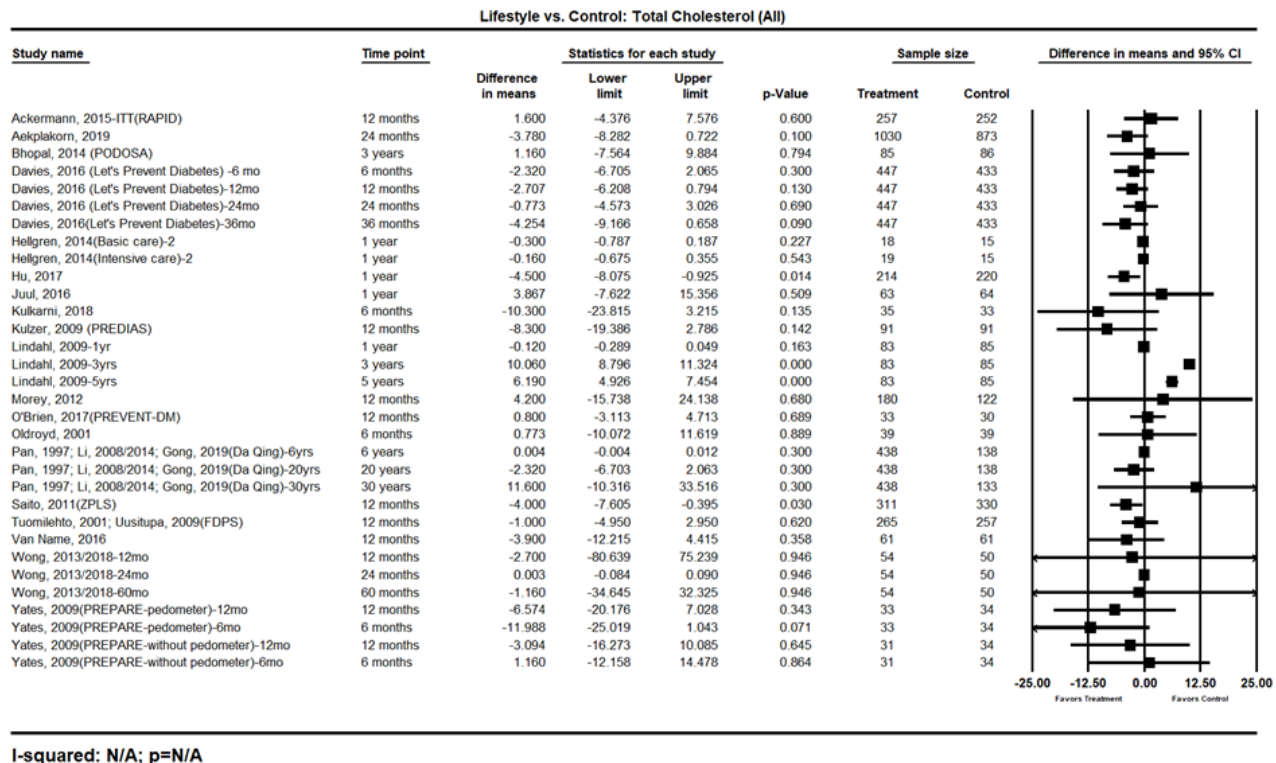 Lifestyle vs. Control: Total Cholesterol (All)
Study name Time point Statistics for each study Sample size Difference in means and 95% CI
Difference in means Lower limit Upper limit p-Value Treatment Control
Ackermann, 2015-ITT(RAPID) 12 months 1.600 -4.376 7.576 0.600 257 252
Aekplakorn, 2019 24 months -3.780 -8.282 0.722 0.100 1030 873
Bhopal, 2014 (PODOSA) 3 years 1.160 -7.564 9.884 0.794 85 86
Davies, 2016 (Let's Prevent Diabetes) -6 mo 6 months -2.320 -6.705 2.065 0.300 447 433
Davies, 2016 (Let's Prevent Diabetes)-12mo 12 months -2.707 -6.208 0.794 0.130 447 433
Davies, 2016 (Let's Prevent Diabetes)-24mo 24 months -0.773 -4.573 3.026 0.690 447 433
Davies, 2016(Let's Prevent Diabetes)-36mo 36 months -4.254 -9.166 0.658 0.090 447 433
Hellgren, 2014(Basic care)-2 1 year -0.300 -0.787 0.187 0.227 18 15
Hellgren, 2014(Intensive care)-2 1 year -0.160 -0.675 0.355 0.543 19 15
Hu, 2017 1 year -4.500 -8.075 -0.925 0.014 214 220
Juul, 2016 1 year 3.867 -7.622 15.356 0.509 63 64
Kulkarni, 2018 6 months -10.300 -23.815 3.215 0.135 35 33
Kulzer, 2009 (PREDIAS) 12 months -8.300 -19.386 2.786 0.142 91 91
Lindahl, 2009-1yr 1 year -0.120 -0.289 0.049 0.163 83 85
Lindahl, 2009-3yrs 3 years 10.060 8.796 11.324 0.000 83 85
Lindahl, 2009-5yrs 5 years 6.190 4.926 7.454 0.000 83 85
Morey, 2012 12 months 4.200 -15.738 24.138 0.680 180 122
O'Brien, 2017(PREVENT-DM) 12 months 0.800 -3.113 4.713 0.689 33 30
Oldroyd, 2001 6 months 0.773 -10.072 11.619 0.889 39 39
Pan, 1997; Li, 2008/2014; Gong, 2019(Da Qing)-6yrs 6 years 0.004 -0.004 0.012 0.300 438 138
Pan, 1997; Li, 2008/2014; Gong, 2019(Da Qing)-20yrs 20 years -2.320 -6.703 2.063 0.300 438 138
Pan, 1997; Li, 2008/2014; Gong, 2019(Da Qing)-30yrs 30 years 11.600 -10.316 33.516 0.300 438 133
Saito, 2011(ZPLS) 12 months -4.000 -7.605 -0.395 0.030 311 330
Tuomilehto, 2001; Uusitupa, 2009(FDPS) 12 months -1.000 -4.950 2.950 0.620 265 257
Van Name, 2016 12 months -3.900 -12.215 4.415 0.358 61 61
Wong, 2013/2018-12mo 12 months -2.700 -80.639 75.239 0.946 54 50
Wong, 2013/2018-24mo 24 months 0.003 -0.084 0.090 0.946 54 50
Wong, 2013/2018-60mo 60 months -1.160 -34.645 32.325 0.946 54 50
Yates, 2009(PREPARE-pedometer)-12mo 12 months -6.574 -20.176 7.028 0.343 33 34
Yates, 2009(PREPARE-pedometer)-6mo 6 months -11.988 -25.019 1.043 0.071 33 34
Yates, 2009(PREPARE-without pedometer)-12mo 12 months -3.094 -16.273 10.085 0.645 31 34
Yates, 2009(PREPARE-without pedometer)-6mo 6 months 1.160 -12.158 14.478 0.864 31 34
-25.00 -12.50 0.00 12.50 25.00
Favors Treatment Favors Control
I-squared: N/A; p=N/A